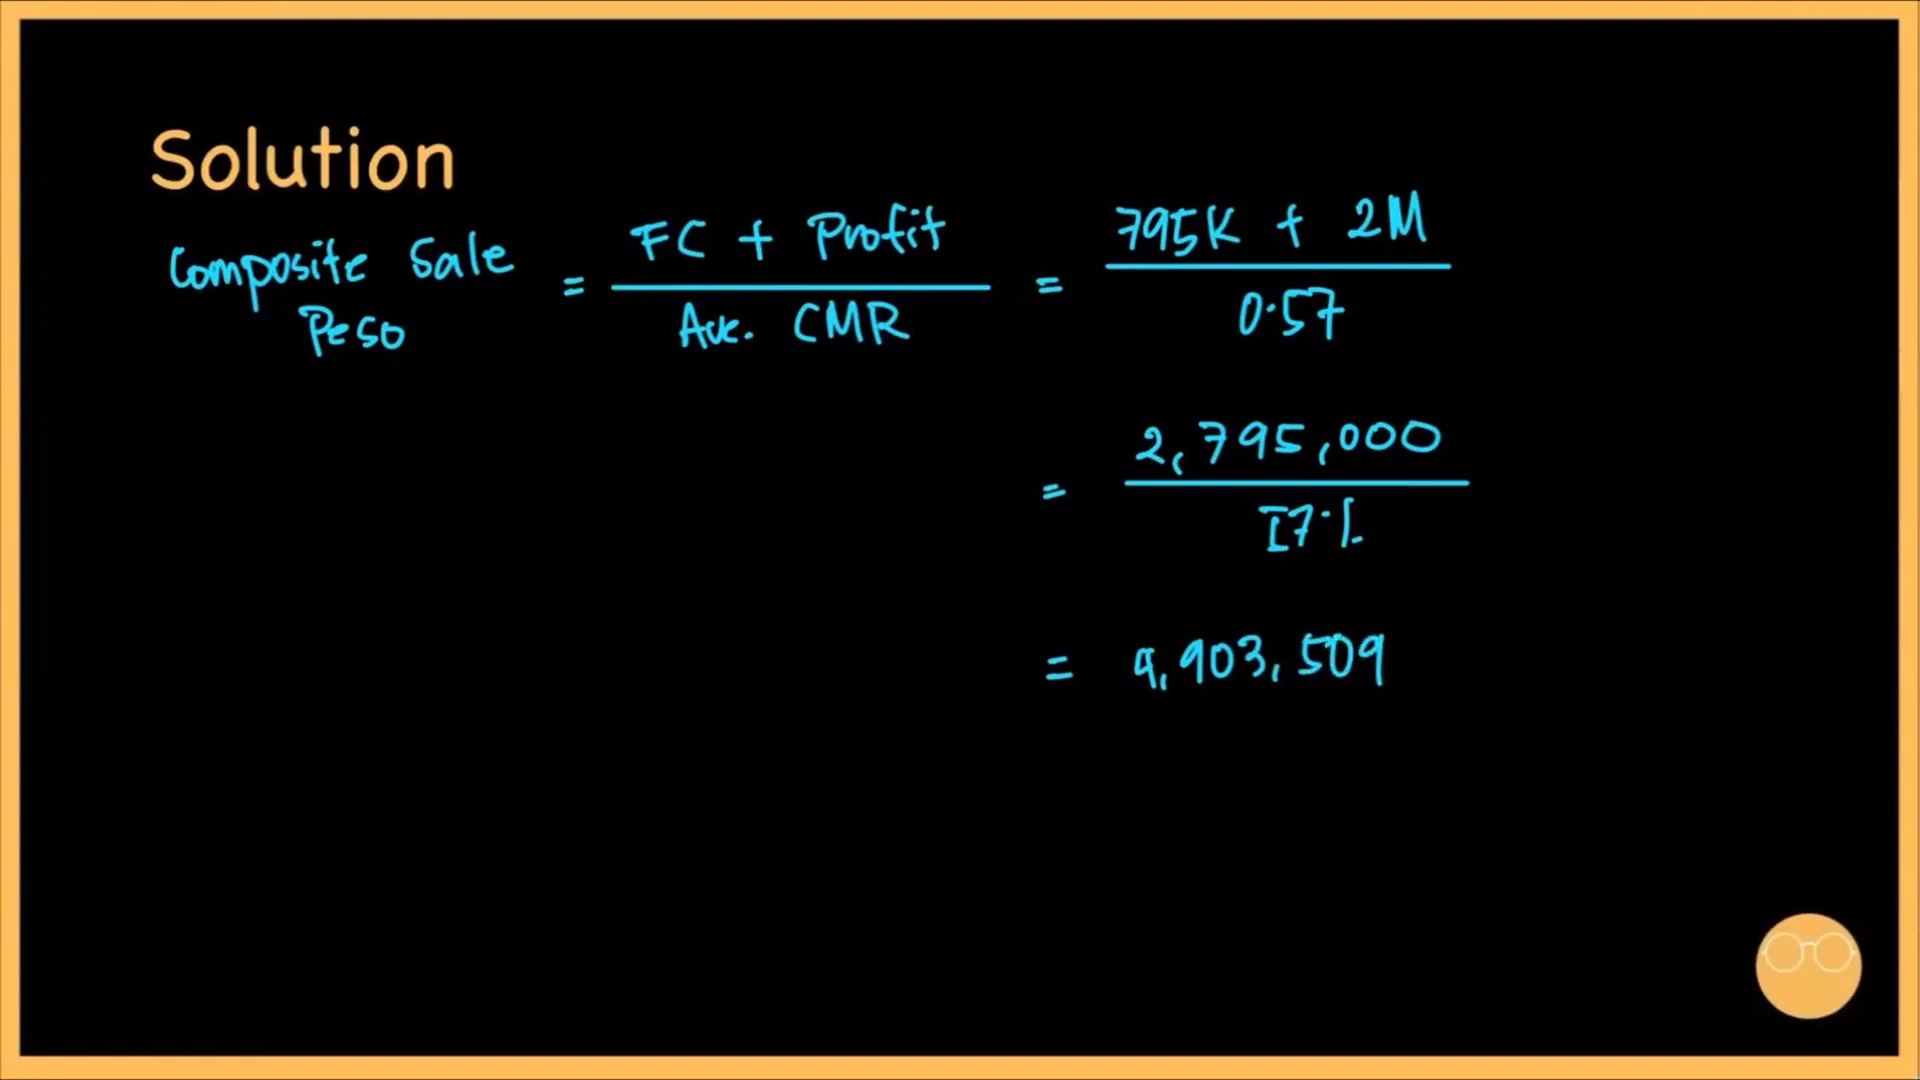 Solution
Composite Sale Peso = FC + Profit / Ave. CMR = 795K + 2M / 0.57
= 2,795,000 / 57%
= 4,903,509